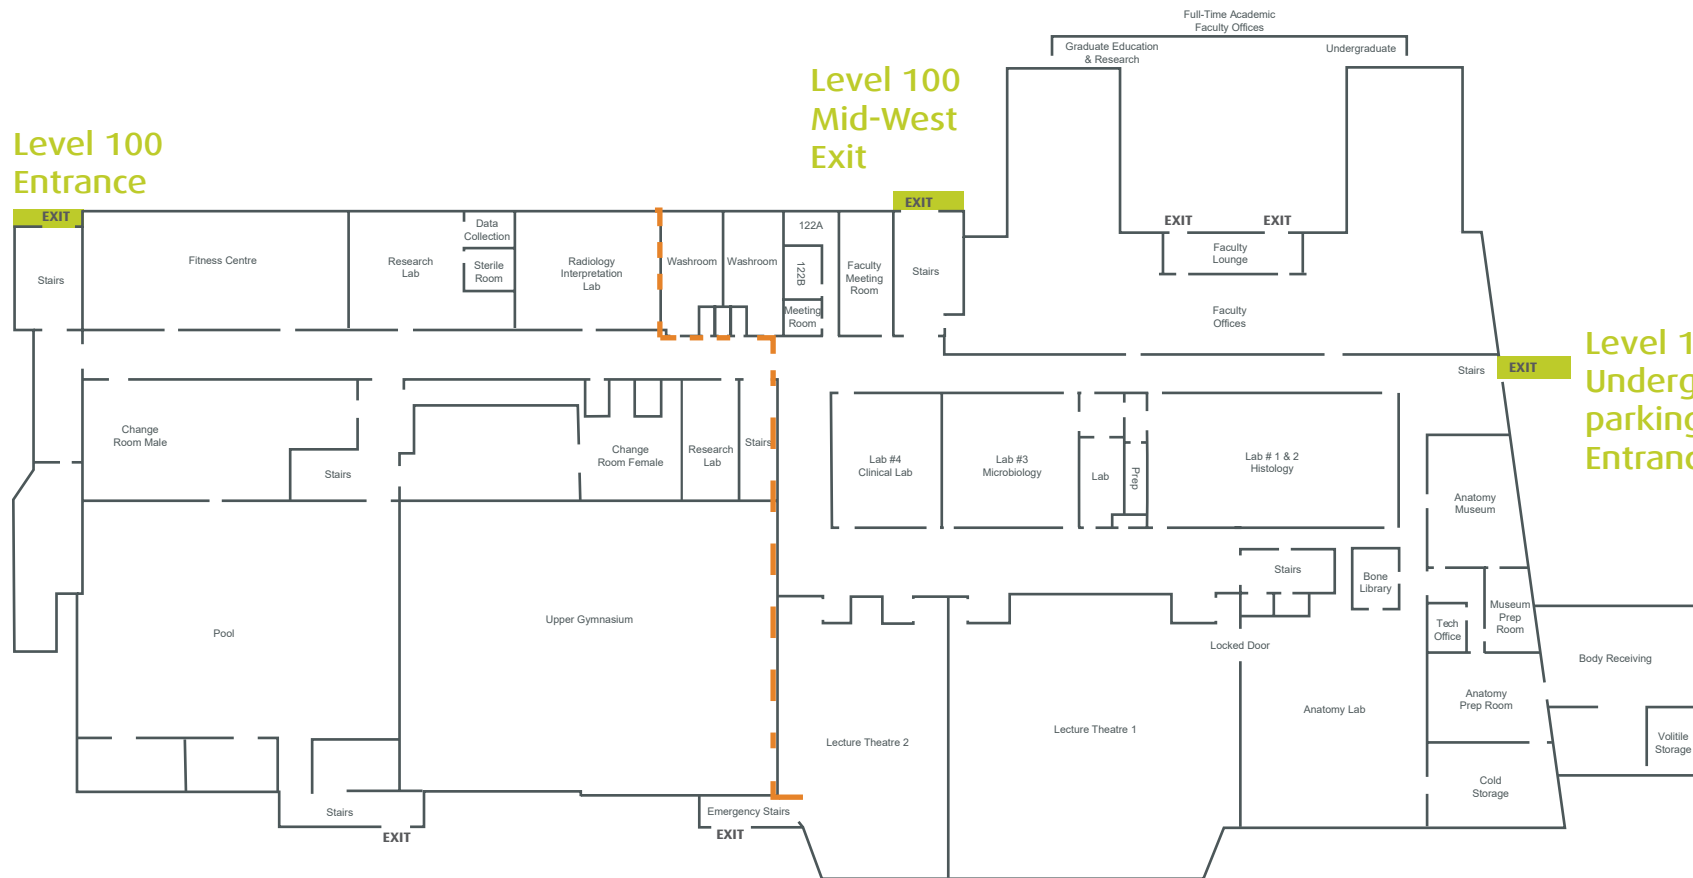 Full-Time Academic
Faculty Offices
Graduate Education
& Research
Undergraduate
Level 100
Mid-West
Exit
Level 100
Entrance
EXIT
EXIT
EXIT
EXIT
Stairs
Fitness Centre
Research
Lab
Data
Collection
Sterile
Room
Radiology
Interpretation
Lab
Washroom
Washroom
122A
122B
Meeting
Room
Faculty
Meeting
Room
Stairs
Faculty
Lounge
Faculty
Offices
Stairs
EXIT
Level 1
Underg
parking
Entranc
Change
Room Male
Stairs
Change
Room Female
Research
Lab
Stairs
Lab #4
Clinical Lab
Lab #3
Microbiology
Lab
Prep
Lab # 1 & 2
Histology
Anatomy
Museum
Stairs
Bone
Library
Museum
Prep
Room
Tech
Office
Pool
Upper Gymnasium
Locked Door
Body Receiving
Anatomy
Prep Room
Anatomy Lab
Lecture Theatre 2
Lecture Theatre 1
Volitile
Storage
Cold
Storage
Stairs
EXIT
Emergency Stairs
EXIT